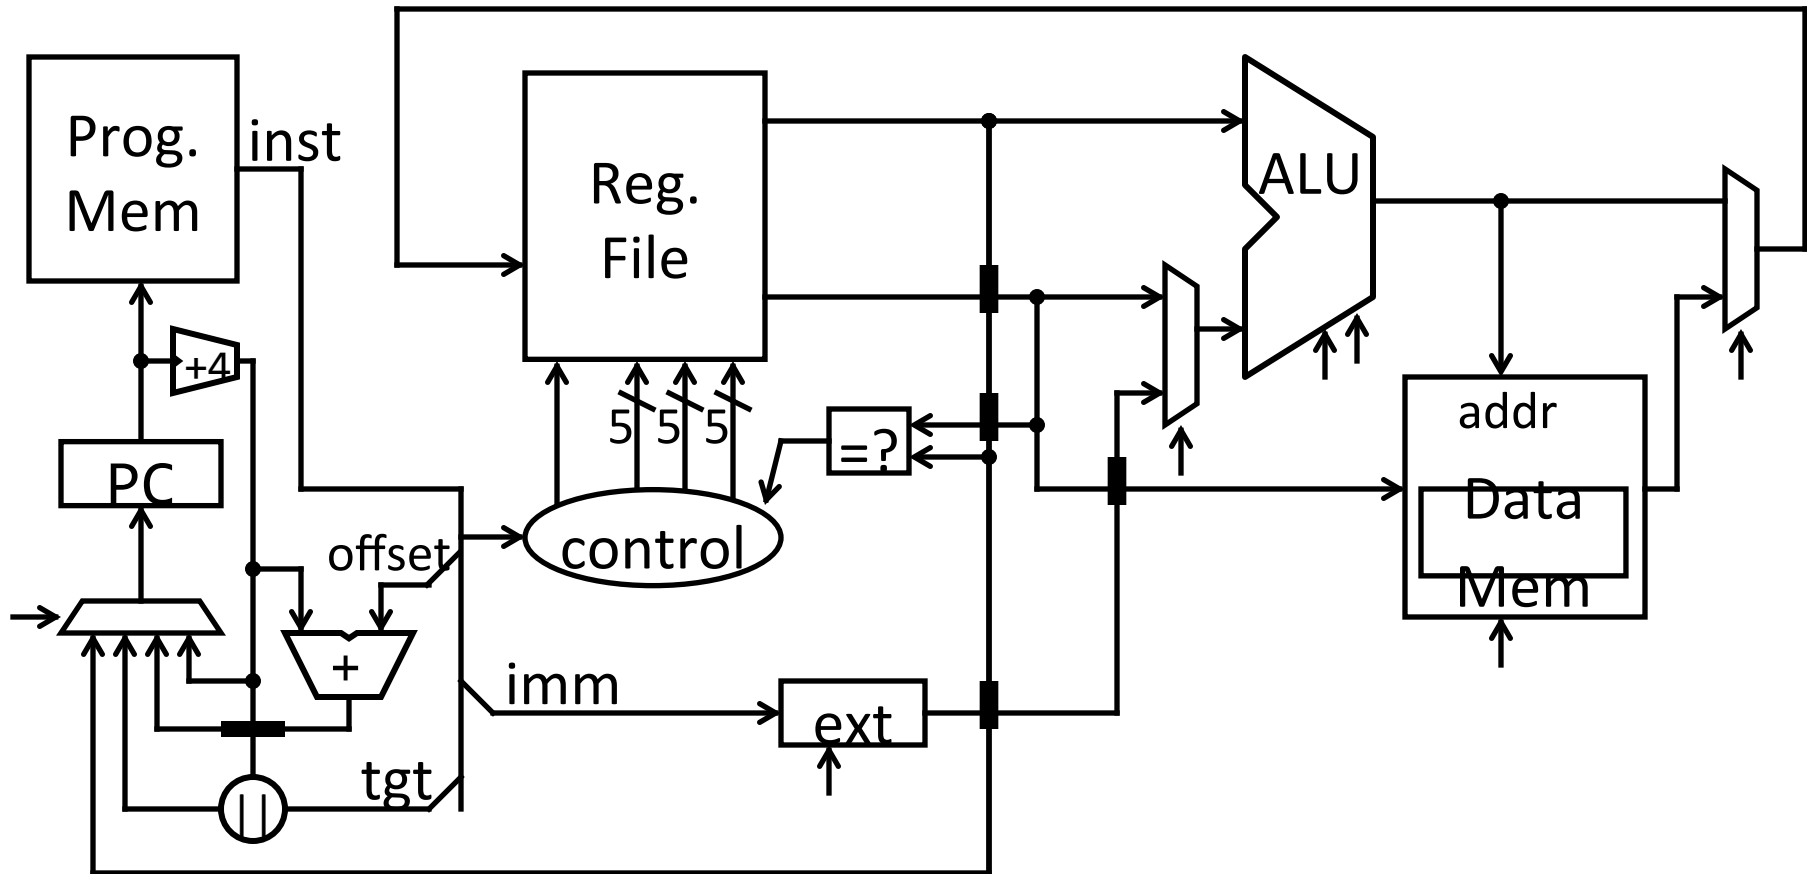 Prog.
Mem
inst
Reg.
File
ALU
+4
5 5 5
=?
addr
PC
Data
Mem
control
offset
+
imm
ext
tgt
||